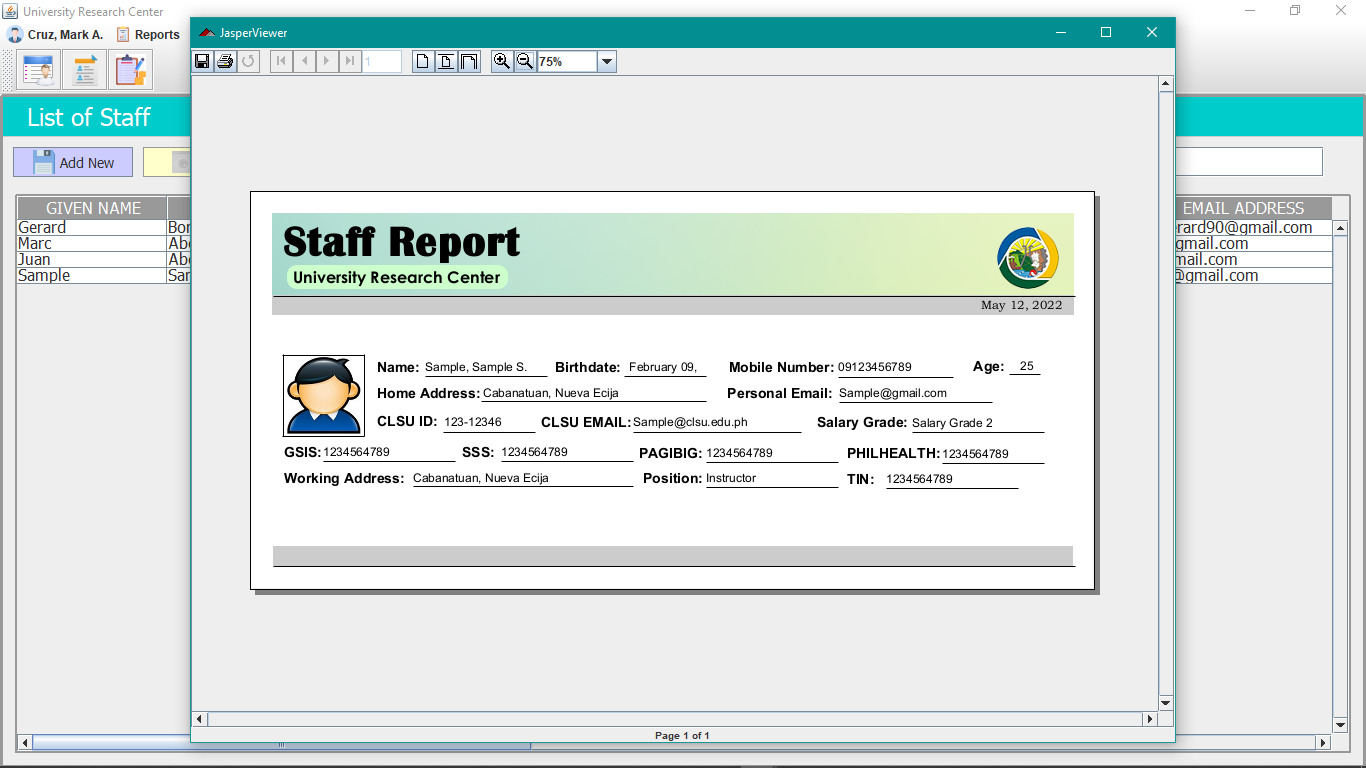 University Research Center
Cruz, Mark A. Reports
JasperViewer
1
75%
List of Staff
Add New
GIVEN NAME
EMAIL ADDRESS
Gerard
erard90@gmail.com
Marc
gmail.com
Juan
mail.com
Sample
@gmail.com
Staff Report
University Research Center
May 12, 2022
Name: Sample, Sample S. Birthdate: February 09, Mobile Number: 09123456789 Age: 25
Home Address: Cabanatuan, Nueva Ecija Personal Email: Sample@gmail.com
CLSU ID: 123-12346 CLSU EMAIL: Sample@clsu.edu.ph Salary Grade: Salary Grade 2
GSIS: 1234564789 SSS: 1234564789 PAGIBIG: 1234564789 PHILHEALTH: 1234564789
Working Address: Cabanatuan, Nueva Ecija Position: Instructor TIN: 1234564789
Page 1 of 1